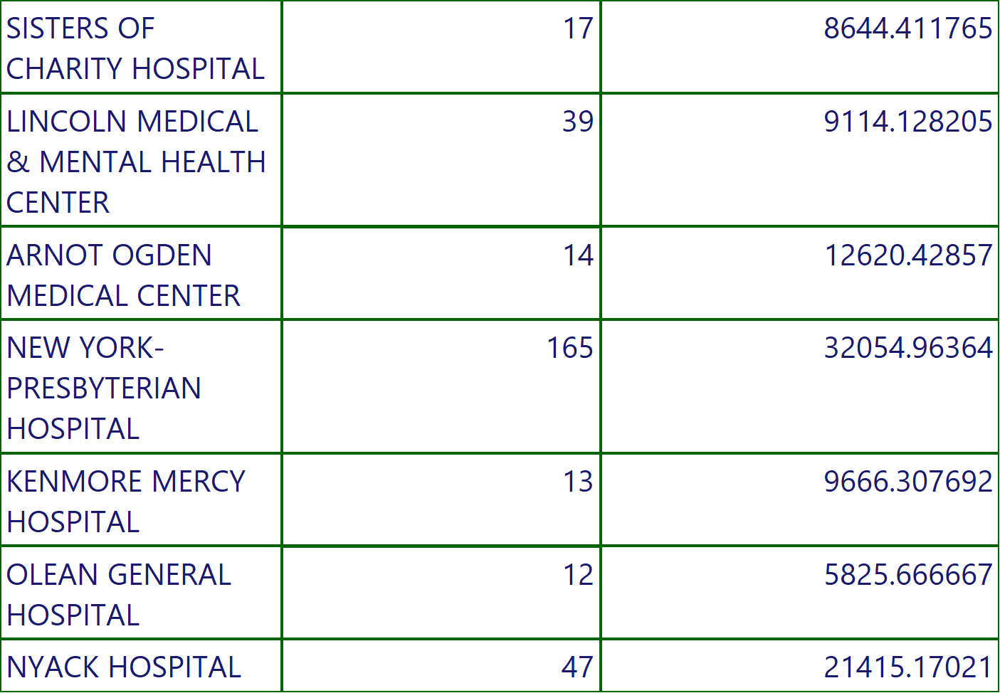 SISTERS OF 17 8644.411765
CHARITY HOSPITAL
LINCOLN MEDICAL 39 9114.128205
& MENTAL HEALTH
CENTER
ARNOT OGDEN 14 12620.42857
MEDICAL CENTER
NEW YORK- 165 32054.96364
PRESBYTERIAN
HOSPITAL
KENMORE MERCY 13 9666.307692
HOSPITAL
OLEAN GENERAL 12 5825.666667
HOSPITAL
NYACK HOSPITAL 47 21415.17021